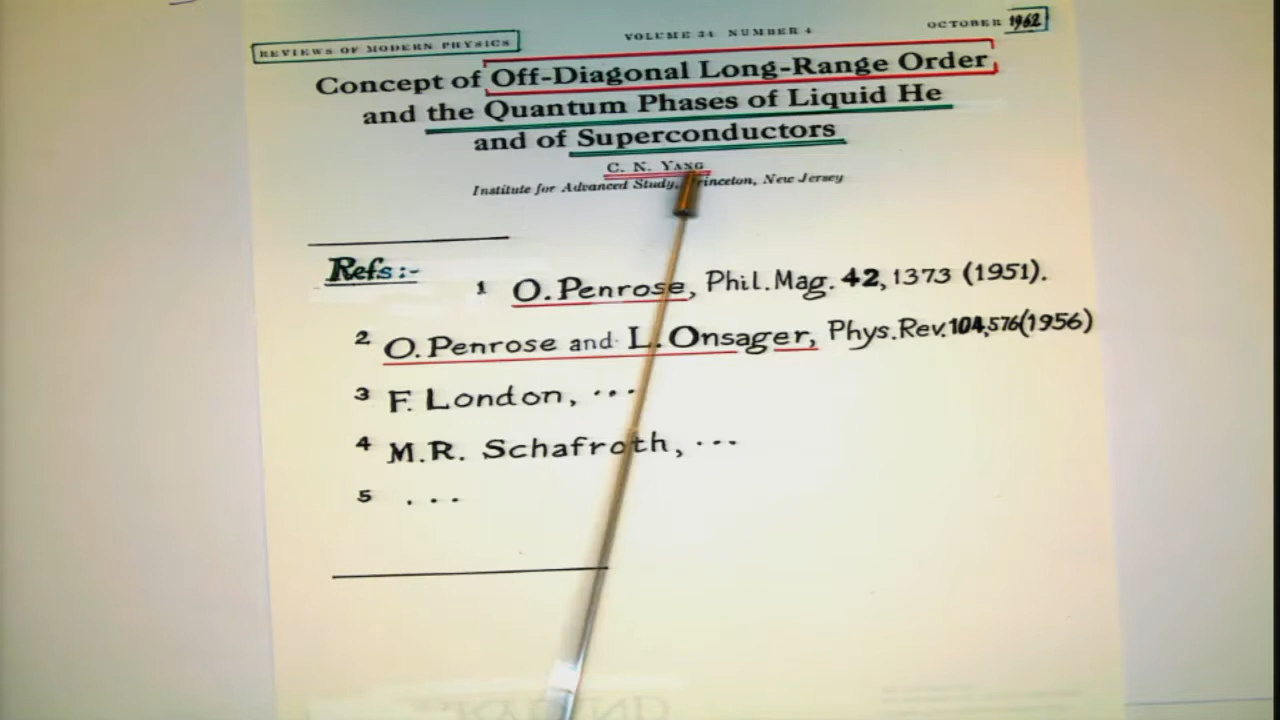 REVIEWS OF MODERN PHYSICS VOLUME 34 NUMBER 4 OCTOBER 1962
Concept of Off-Diagonal Long-Range Order
and the Quantum Phases of Liquid He
and of Superconductors
C. N. YANG
Institute for Advanced Study, Princeton, New Jersey
Refs:-
1 O. Penrose, Phil. Mag. 42, 1373 (1951).
2 O. Penrose and L. Onsager, Phys. Rev. 104, 576 (1956)
3 F. London, ...
4 M.R. Schafroth, ...
5 ...